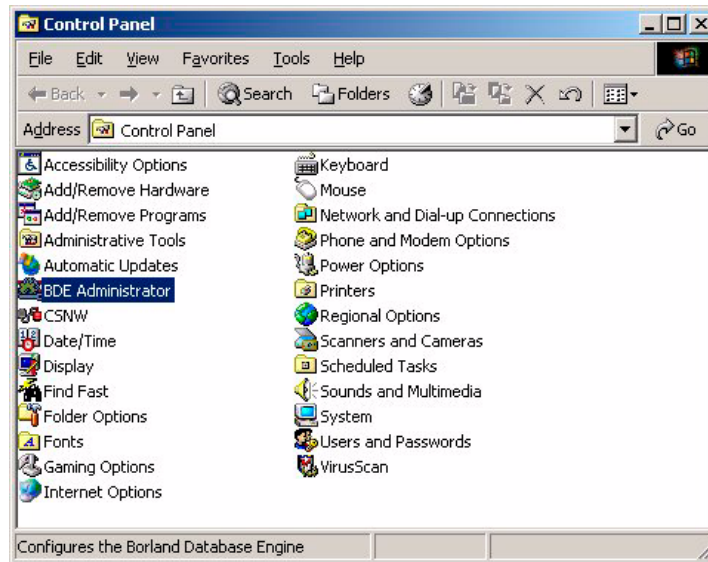 Control Panel
File Edit View Favorites Tools Help
Back Search Folders
Address Control Panel Go
Accessibility Options
Add/Remove Hardware
Add/Remove Programs
Administrative Tools
Automatic Updates
BDE Administrator
CSNW
Date/Time
Display
Find Fast
Folder Options
Fonts
Gaming Options
Internet Options
Keyboard
Mouse
Network and Dial-up Connections
Phone and Modem Options
Power Options
Printers
Regional Options
Scanners and Cameras
Scheduled Tasks
Sounds and Multimedia
System
Users and Passwords
VirusScan
Configures the Borland Database Engine